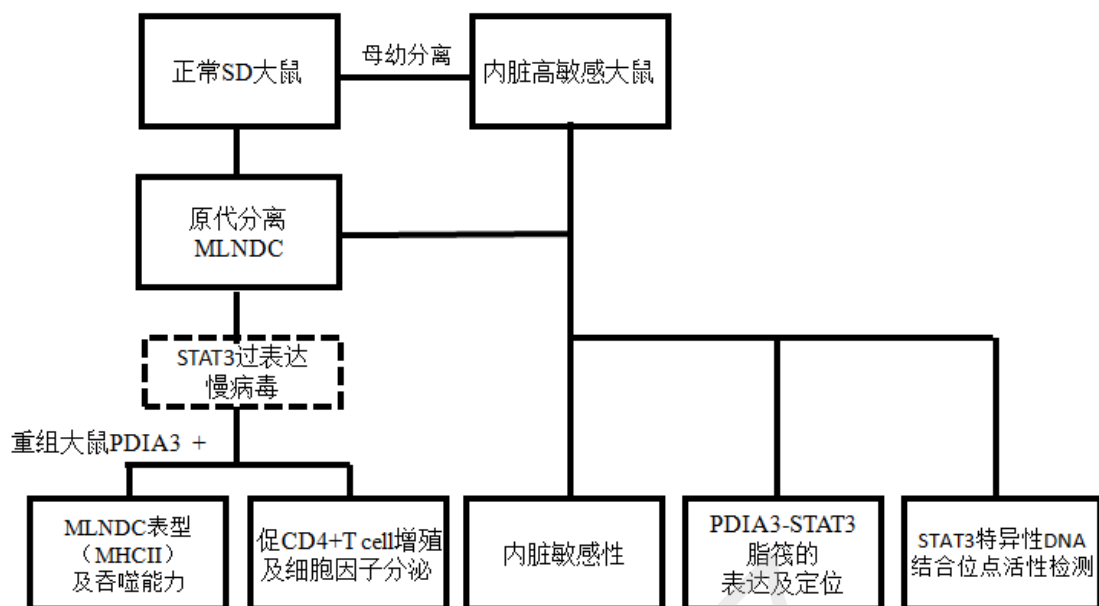 正常SD大鼠
母幼分离
内脏高敏感大鼠
原代分离
MLNDC
STAT3过表达
慢病毒
重组大鼠PDIA3 +
MLNDC表型
（MHCII）
及吞噬能力
促CD4+T cell增殖
及细胞因子分泌
内脏敏感性
PDIA3-STAT3
脂筏的
表达及定位
STAT3特异性DNA
结合位点活性检测